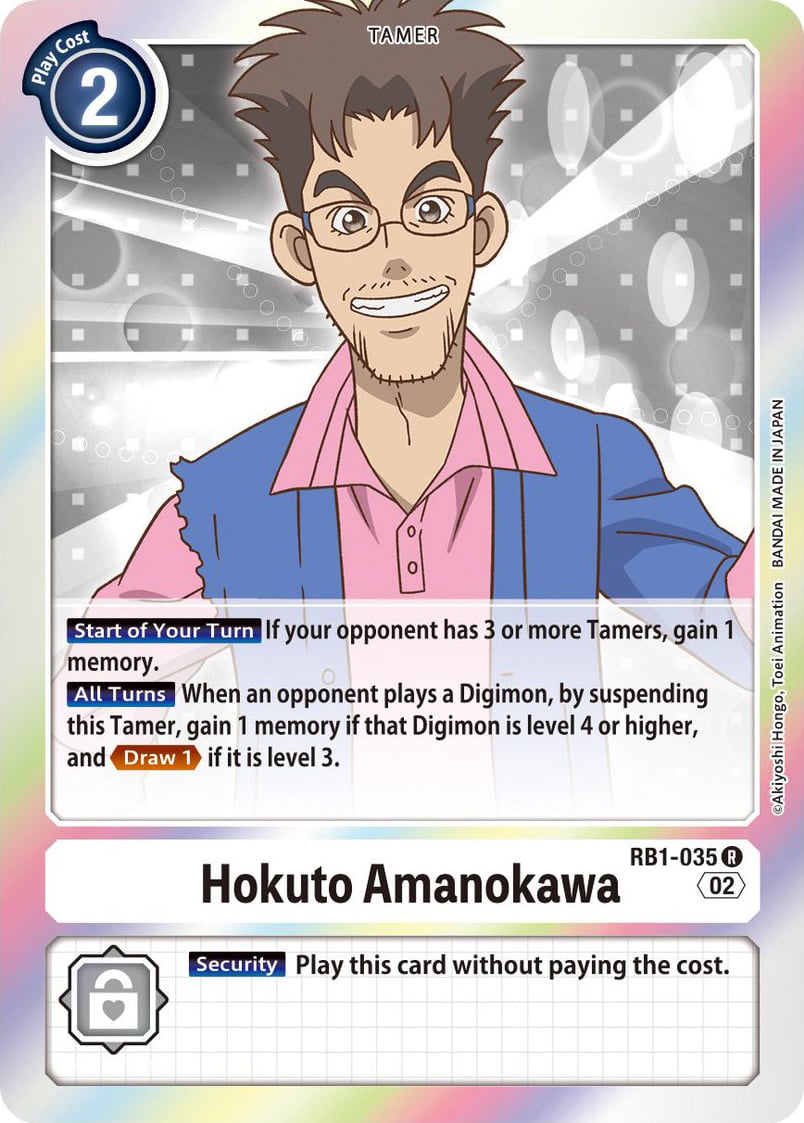 TAMER
Play Cost
2
Start of Your Turn If your opponent has 3 or more Tamers, gain 1
memory.
All Turns When an opponent plays a Digimon, by suspending
this Tamer, gain 1 memory if that Digimon is level 4 or higher,
and Draw 1 if it is level 3.
©Akiyoshi Hongo, Toei Animation BANDAI MADE IN JAPAN
RB1-035 R
02
Hokuto Amanokawa
Security Play this card without paying the cost.